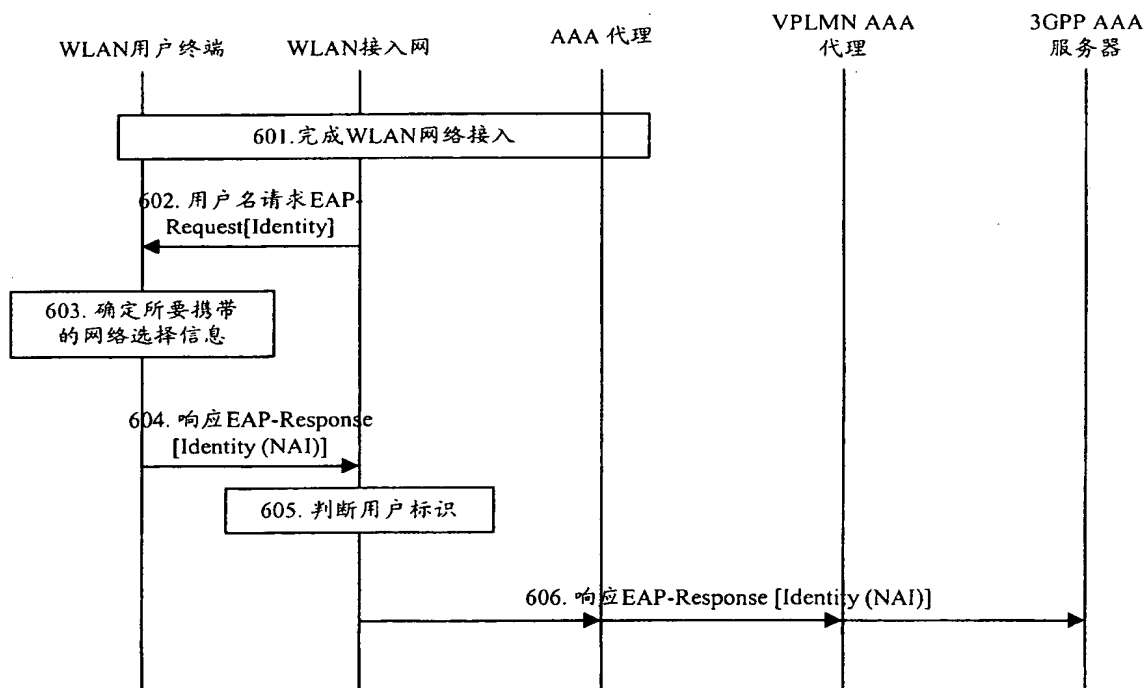 WLAN用户终端
WLAN接入网
AAA 代理
VPLMN AAA
代理
3GPP AAA
服务器
601.完成WLAN网络接入
602. 用户名请求EAP-
Request[Identity]
603. 确定所要携带
的网络选择信息
604. 响应EAP-Response
[Identity (NAI)]
605. 判断用户标识
606. 响应EAP-Response [Identity (NAI)]